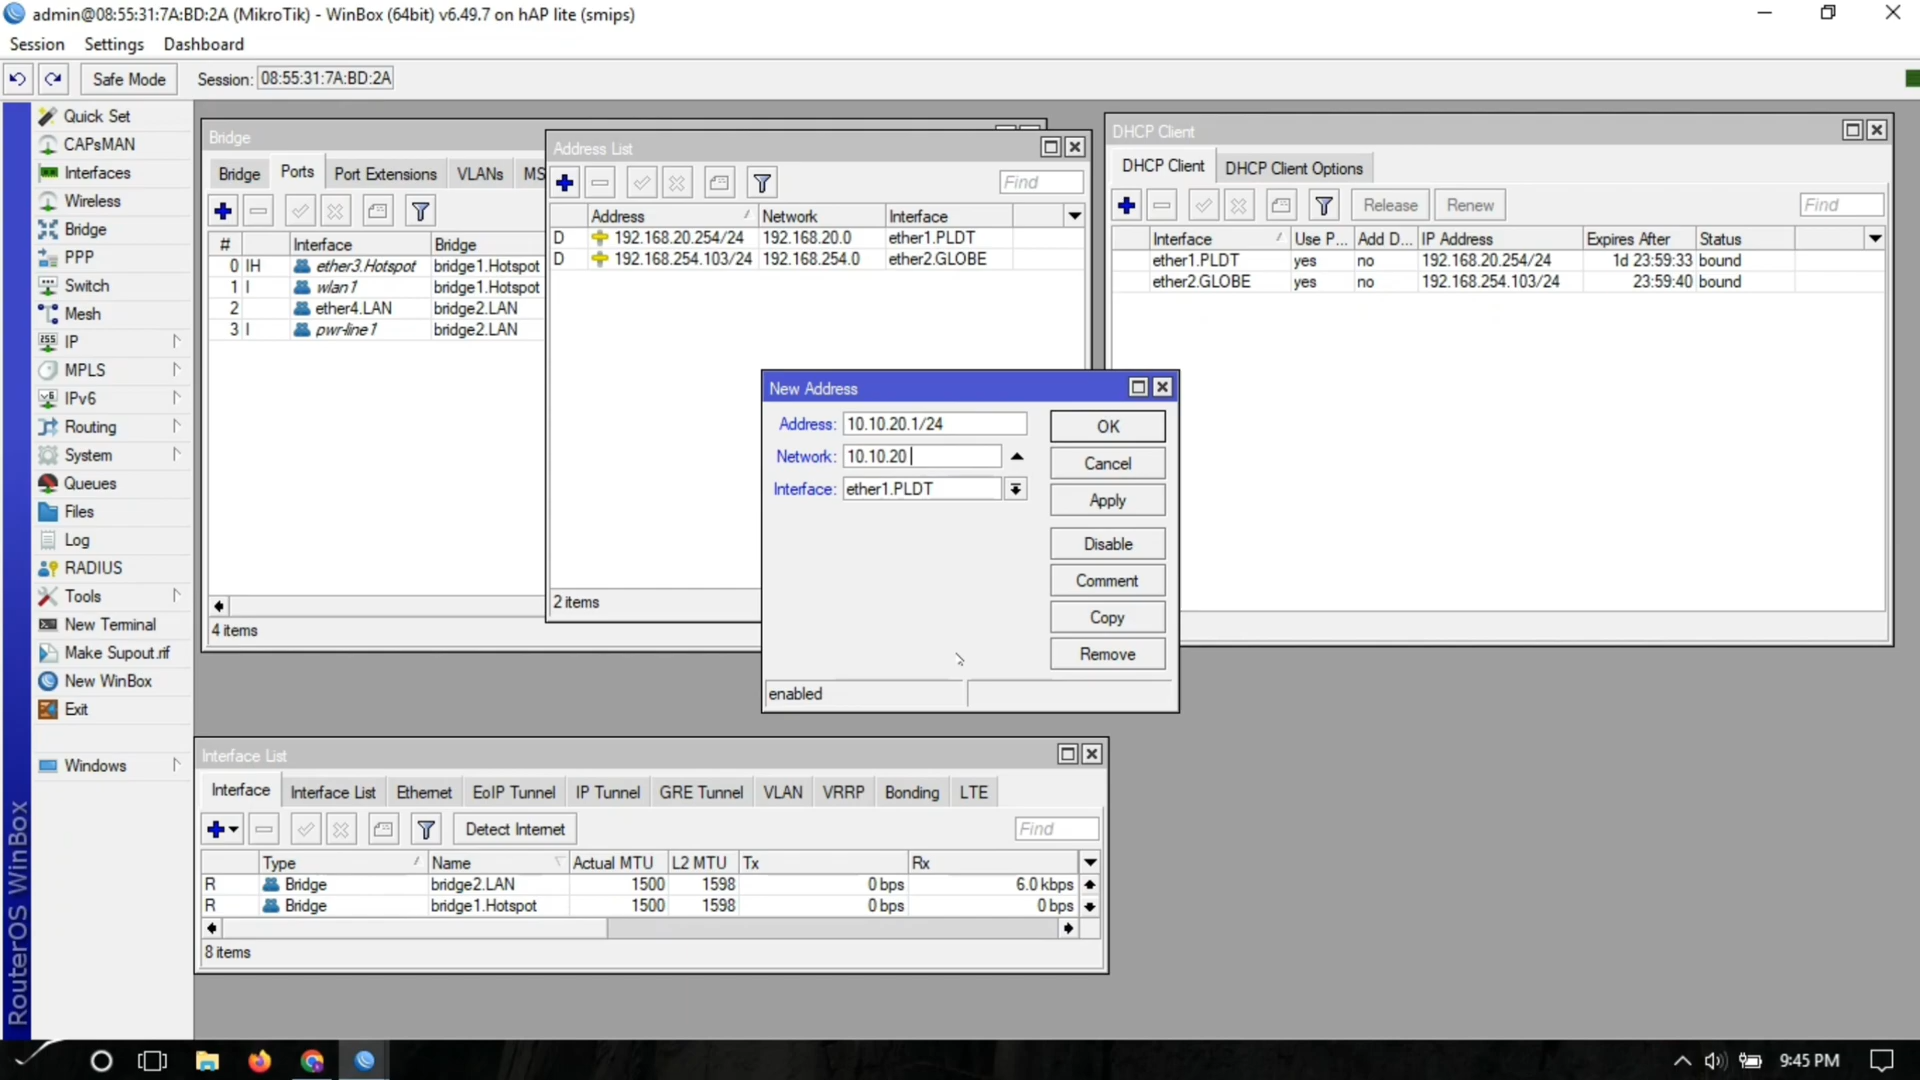 admin@08:55:31:7A:BD:2A (MikroTik) - WinBox (64bit) v6.49.7 on hAP lite (smips)
Session Settings Dashboard
Safe Mode Session: 08:55:31:7A:BD:2A
Quick Set
CAPsMAN
Interfaces
Wireless
Bridge
PPP
Switch
Mesh
IP
MPLS
IPv6
Routing
System
Queues
Files
Log
RADIUS
Tools
New Terminal
Make Supout.rif
New WinBox
Exit
Windows
RouterOS WinBox
Bridge
Bridge Ports Port Extensions VLANs MS
# Interface Bridge
0 IH ether3.Hotspot bridge1.Hotspot
1 I wlan1 bridge1.Hotspot
2 ether4.LAN bridge2.LAN
3 I pwr-line1 bridge2.LAN
4 items
Address List
Find
Address Network Interface
D 192.168.20.254/24 192.168.20.0 ether1.PLDT
D 192.168.254.103/24 192.168.254.0 ether2.GLOBE
2 items
DHCP Client
DHCP Client DHCP Client Options
Release Renew Find
Interface Use P... Add D... IP Address Expires After Status
ether1.PLDT yes no 192.168.20.254/24 1d 23:59:33 bound
ether2.GLOBE yes no 192.168.254.103/24 23:59:40 bound
New Address
Address: 10.10.20.1/24
Network: 10.10.20
Interface: ether1.PLDT
OK
Cancel
Apply
Disable
Comment
Copy
Remove
enabled
Interface List
Interface Interface List Ethernet EoIP Tunnel IP Tunnel GRE Tunnel VLAN VRRP Bonding LTE
Detect Internet Find
Type Name Actual MTU L2 MTU Tx Rx
R Bridge bridge2.LAN 1500 1598 0 bps 6.0 kbps
R Bridge bridge1.Hotspot 1500 1598 0 bps 0 bps
8 items
9:45 PM